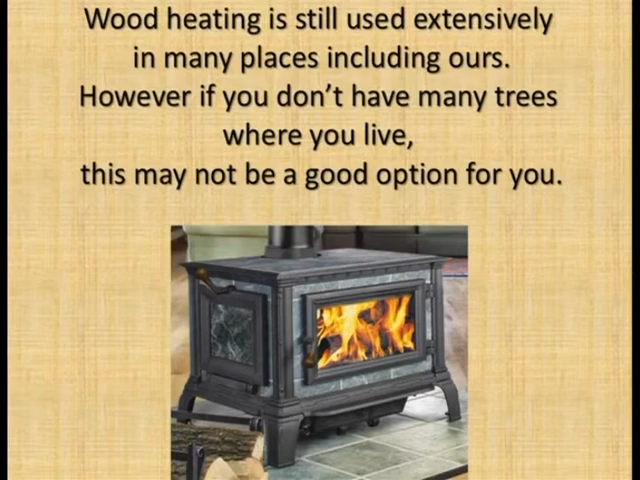 Wood heating is still used extensively
in many places including ours.
However if you don’t have many trees
where you live,
this may not be a good option for you.